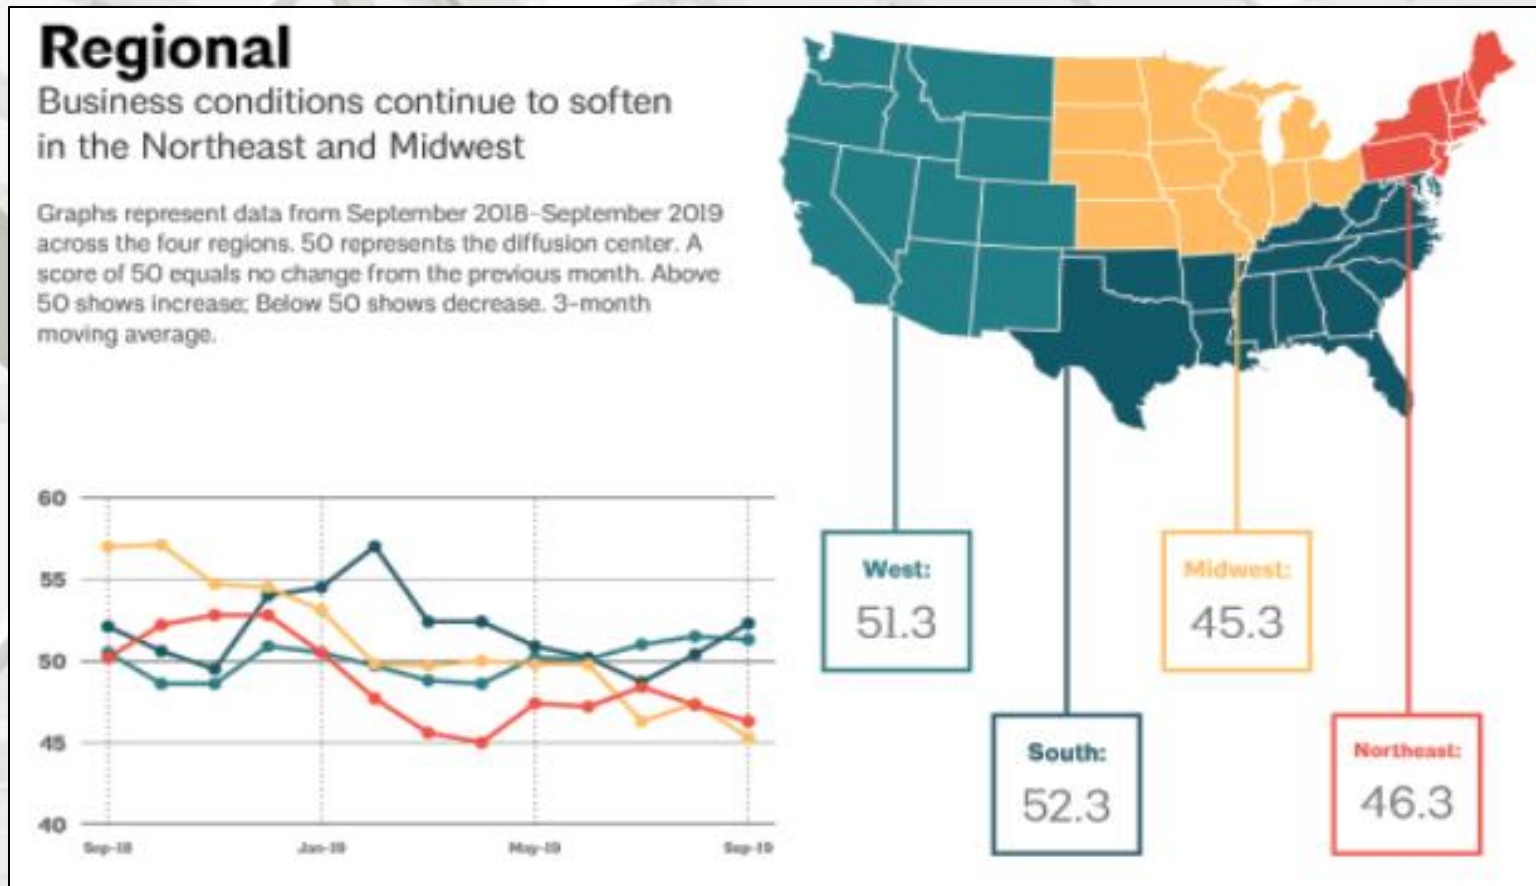 Regional
Business conditions continue to soften
in the Northeast and Midwest
Graphs represent data from September 2018–September 2019
across the four regions. 50 represents the diffusion center. A
score of 50 equals no change from the previous month. Above
50 shows increase; Below 50 shows decrease. 3-month
moving average.
60
55
50
45
40
Sep-18
Jan-19
May-19
Sep-19
West:
51.3
Midwest:
45.3
South:
52.3
Northeast:
46.3